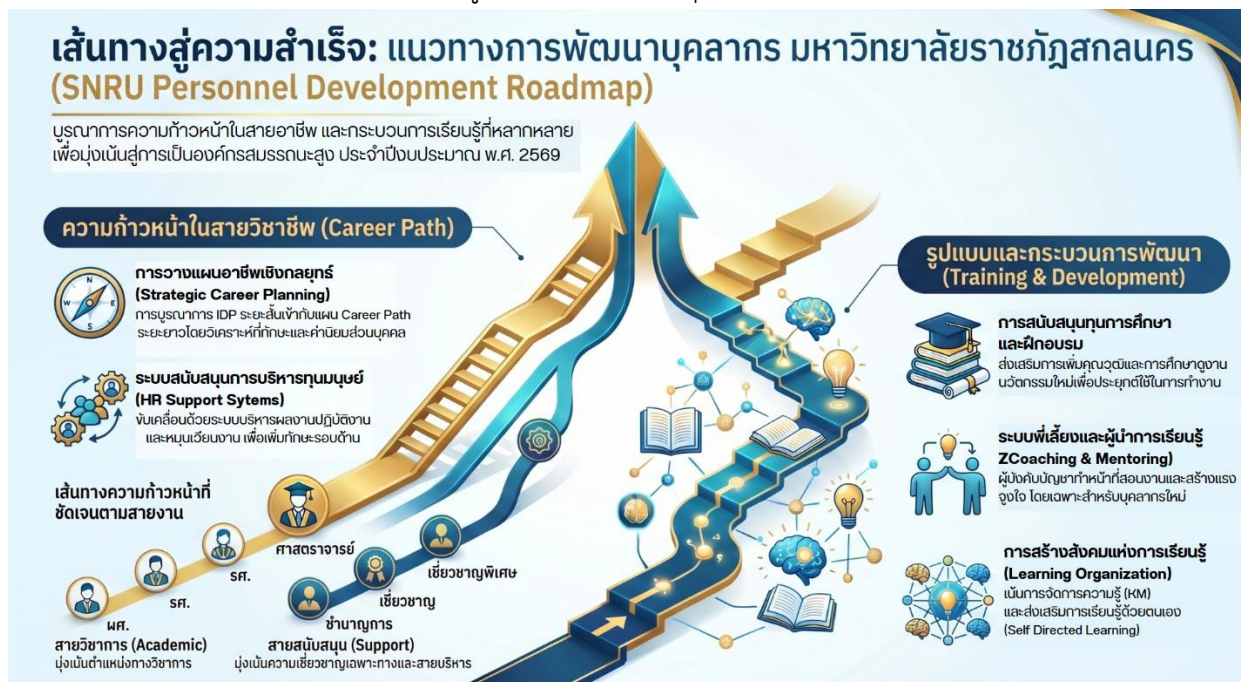 เส้นทางสู่ความสำเร็จ: แนวทางการพัฒนาบุคลากร มหาวิทยาลัยราชภัฏสกลนคร
(SNRU Personnel Development Roadmap)
บูรณาการความก้าวหน้าในสายอาชีพ และกระบวนการเรียนรู้ที่หลากหลาย
เพื่อมุ่งเน้นสู่การเป็นองค์กรสมรรถนะสูง ประจำปีงบประมาณ พ.ศ. 2569
ความก้าวหน้าในสายวิชาชีพ (Career Path)
การวางแผนอาชีพเชิงกลยุทธ์
(Strategic Career Planning)
การบูรณาการ IDP ระยะสั้นเข้ากับแผน Career Path
ระยะยาวโดยวิเคราะห์ที่ทักษะและค่านิยมส่วนบุคคล
N
W
E
S
ระบบสนับสนุนการบริหารทุนมนุษย์
(HR Support Sytems)
ขับเคลื่อนด้วยระบบบริหารผลงานปฏิบัติงาน
และหมุนเวียนงาน เพื่อเพิ่มทักษะรอบด้าน
เส้นทางความก้าวหน้าที่
ชัดเจนตามสายงาน
ผศ.
รศ.
รศ.
ศาสตราจารย์
สายวิชาการ (Academic)
มุ่งเน้นตำแหน่งทางวิชาการ
ชำนาญการ
เชี่ยวชาญ
เชี่ยวชาญพิเศษ
สายสนับสนุน (Support)
มุ่งเน้นความเชี่ยวชาญเฉพาะทางและสายบริหาร
รูปแบบและกระบวนการพัฒนา
(Training & Development)
การสนับสนุนทุนการศึกษา
และฝึกอบรม
ส่งเสริมการเพิ่มคุณวุฒิและการศึกษาดูงาน
นวัตกรรมใหม่เพื่อประยุกต์ใช้ในการทำงาน
ระบบพี่เลี้ยงและผู้นำการเรียนรู้
ZCoaching & Mentoring)
ผู้บังคับบัญชาทำหน้าที่สอนงานและสร้างแรง
จูงใจ โดยเฉพาะสำหรับบุคลากรใหม่
การสร้างสังคมแห่งการเรียนรู้
(Learning Organization)
เน้นการจัดการความรู้ (KM)
และส่งเสริมการเรียนรู้ด้วยตนเอง
(Self Directed Learning)